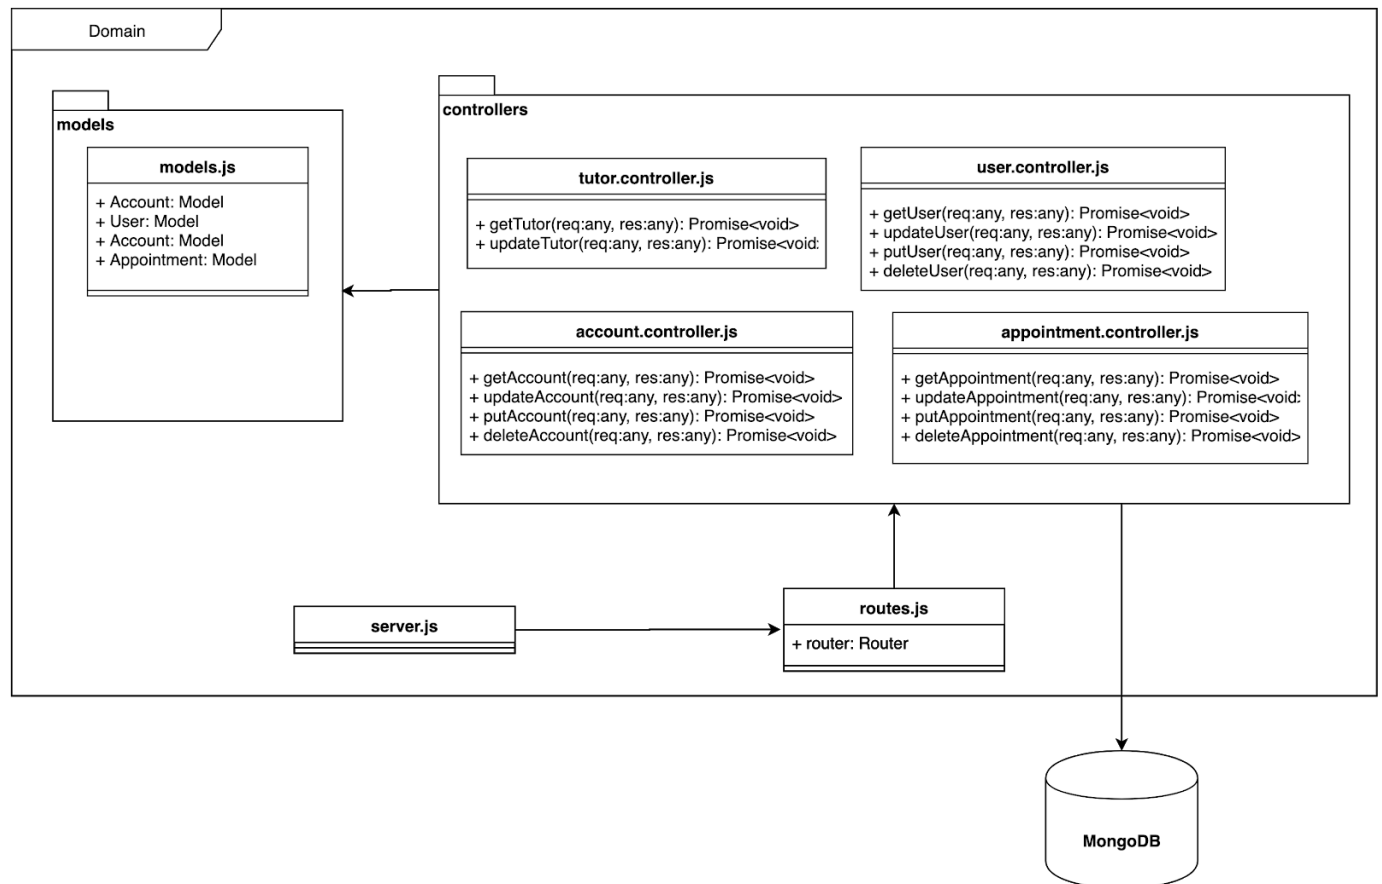 Domain
models
models.js
+ Account: Model
+ User: Model
+ Account: Model
+ Appointment: Model
controllers
tutor.controller.js
+ getTutor(req:any, res:any): Promise<void>
+ updateTutor(req:any, res:any): Promise<void:
user.controller.js
+ getUser(req:any, res:any): Promise<void>
+ updateUser(req:any, res:any): Promise<void>
+ putUser(req:any, res:any): Promise<void>
+ deleteUser(req:any, res:any): Promise<void>
account.controller.js
+ getAccount(req:any, res:any): Promise<void>
+ updateAccount(req:any, res:any): Promise<void>
+ putAccount(req:any, res:any): Promise<void>
+ deleteAccount(req:any, res:any): Promise<void>
appointment.controller.js
+ getAppointment(req:any, res:any): Promise<void>
+ updateAppointment(req:any, res:any): Promise<void:
+ putAppointment(req:any, res:any): Promise<void>
+ deleteAppointment(req:any, res:any): Promise<void>
server.js
routes.js
+ router: Router
MongoDB